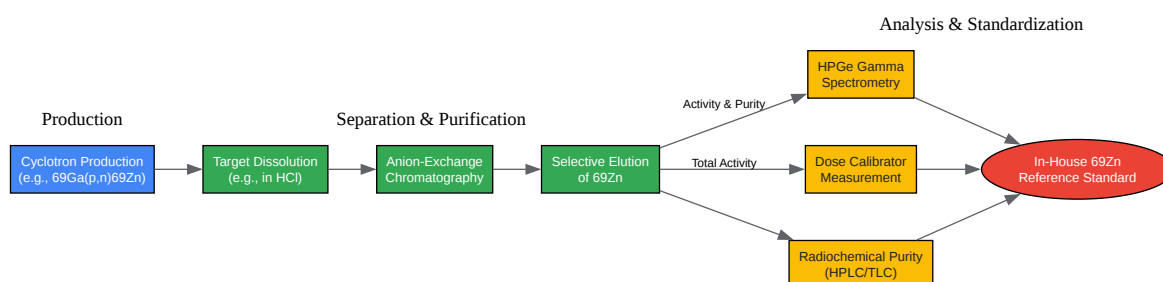 Analysis & Standardization
Production
Separation & Purification
Cyclotron Production
(e.g., 69Ga(p,n)69Zn)
Target Dissolution
(e.g., in HCl)
Anion-Exchange
Chromatography
Selective Elution
of 69Zn
Activity & Purity
Total Activity
HPGe Gamma
Spectrometry
Dose Calibrator
Measurement
Radiochemical Purity
(HPLC/TLC)
In-House 69Zn
Reference Standard